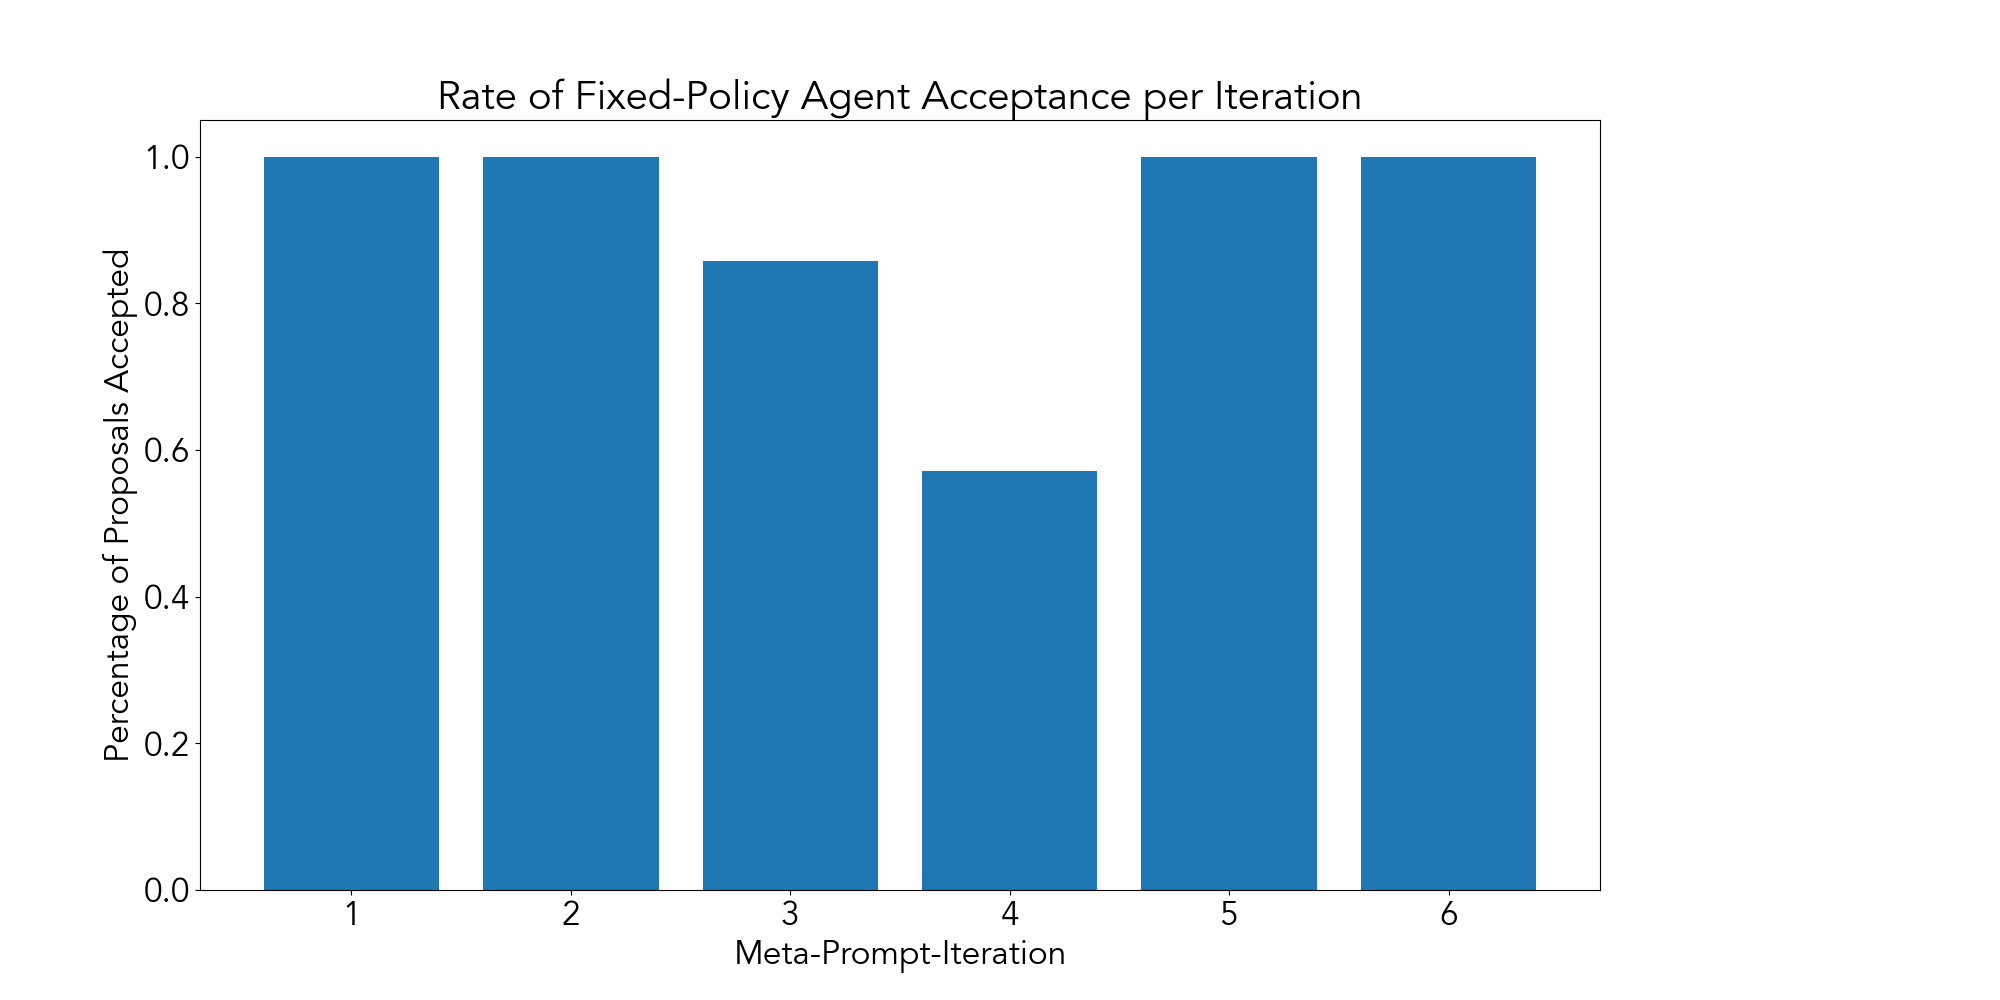 Rate of Fixed-Policy Agent Acceptance per Iteration
Percentage of Proposals Accepted
1.0
0.8
0.6
0.4
0.2
0.0
1 2 3 4 5 6
Meta-Prompt-Iteration